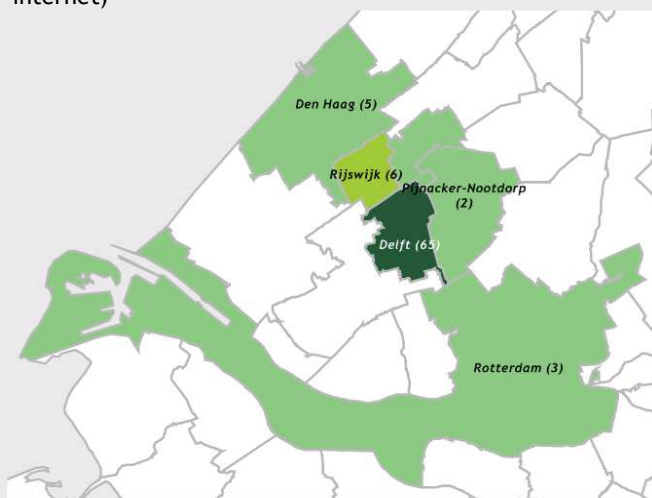 internet)
Den Haag (5)
Rijswijk (6)
Pijnacker-Nootdorp
(2)
Delft (65)
Rotterdam (3)